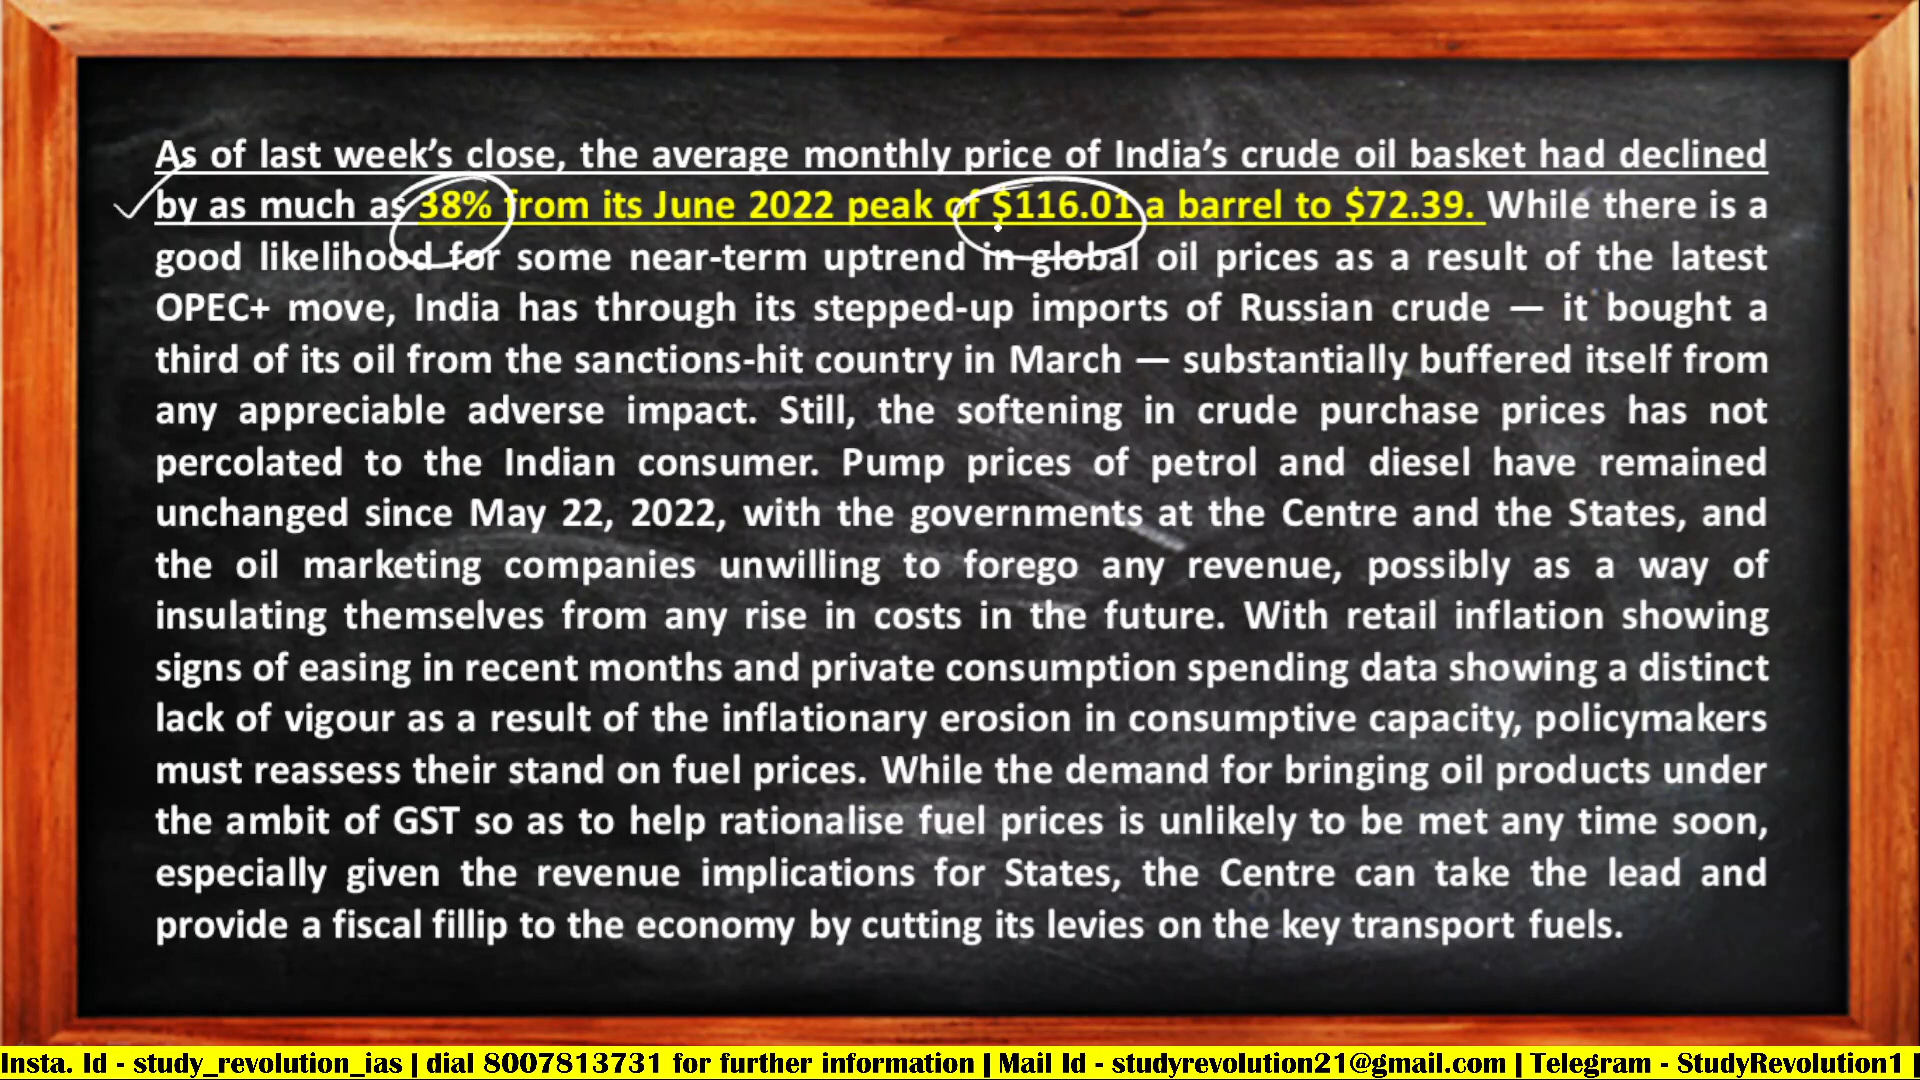 As of last week’s close, the average monthly price of India’s crude oil basket had declined
by as much as 38% from its June 2022 peak of $116.01 a barrel to $72.39. While there is a
good likelihood for some near-term uptrend in global oil prices as a result of the latest
OPEC+ move, India has through its stepped-up imports of Russian crude — it bought a
third of its oil from the sanctions-hit country in March — substantially buffered itself from
any appreciable adverse impact. Still, the softening in crude purchase prices has not
percolated to the Indian consumer. Pump prices of petrol and diesel have remained
unchanged since May 22, 2022, with the governments at the Centre and the States, and
the oil marketing companies unwilling to forego any revenue, possibly as a way of
insulating themselves from any rise in costs in the future. With retail inflation showing
signs of easing in recent months and private consumption spending data showing a distinct
lack of vigour as a result of the inflationary erosion in consumptive capacity, policymakers
must reassess their stand on fuel prices. While the demand for bringing oil products under
the ambit of GST so as to help rationalise fuel prices is unlikely to be met any time soon,
especially given the revenue implications for States, the Centre can take the lead and
provide a fiscal fillip to the economy by cutting its levies on the key transport fuels.
Insta. Id - study_revolution_ias | dial 8007813731 for further information | Mail Id - studyrevolution21@gmail.com | Telegram - StudyRevolution1 |